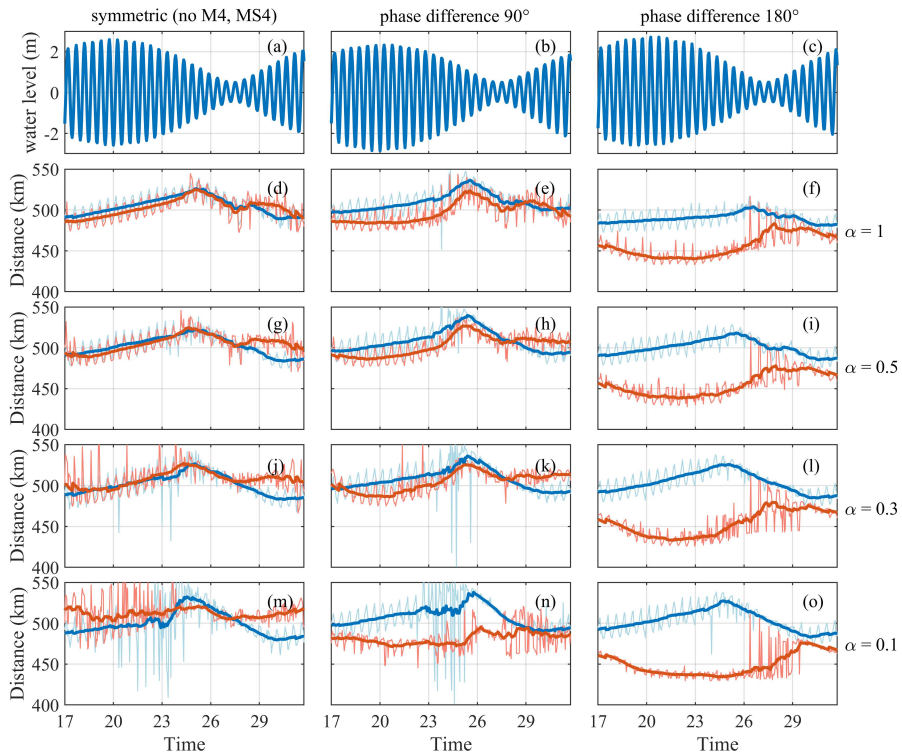 symmetric (no M4, MS4) phase difference 90° phase difference 180°
water level (m)
2
0
-2
(a) (b) (c)
Distance (km)
550
500
450
400
(d) (e) (f)
α = 1
Distance (km)
550
500
450
400
(g) (h) (i)
α = 0.5
Distance (km)
550
500
450
400
(j) (k) (l)
α = 0.3
Distance (km)
550
500
450
400
(m) (n) (o)
α = 0.1
17 20 23 26 29 17 20 23 26 29 17 20 23 26 29
Time Time Time